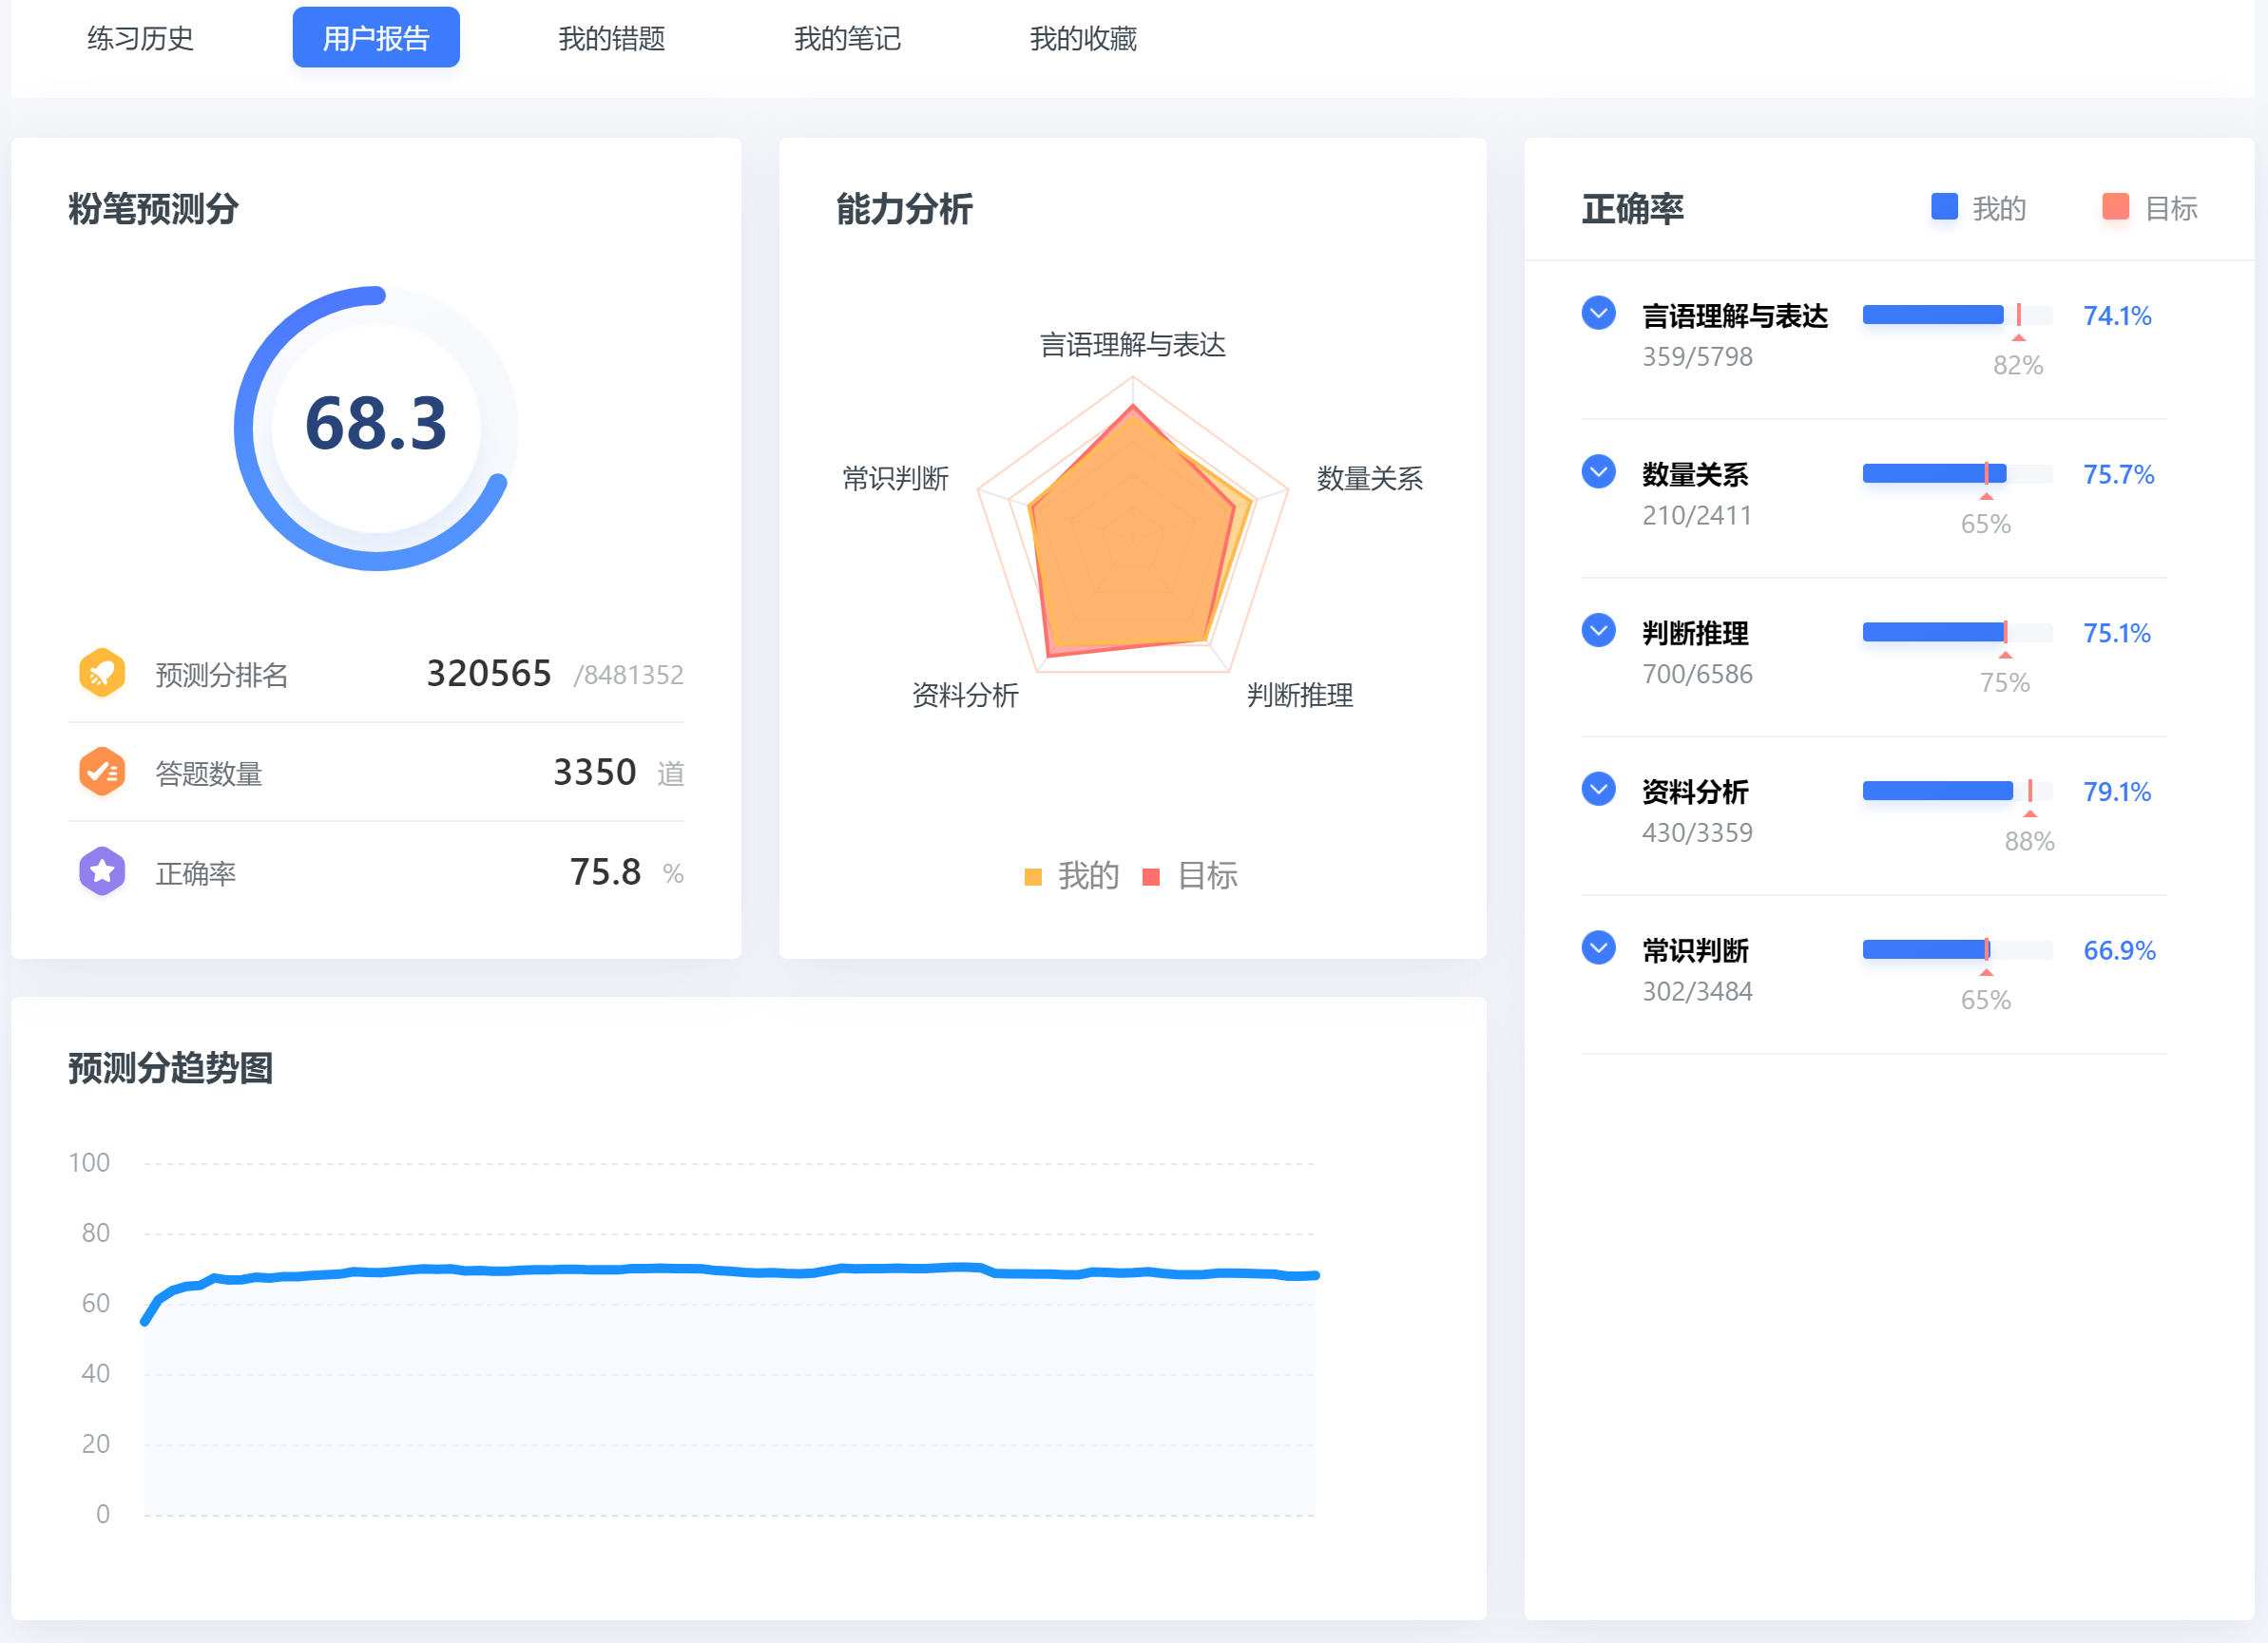 练习历史 用户报告 我的错题 我的笔记 我的收藏
粉笔预测分
68.3
预测分排名 320565 /8481352
答题数量 3350 道
正确率 75.8 %
能力分析
言语理解与表达
常识判断 数量关系
资料分析 判断推理
我的 目标
正确率 我的 目标
言语理解与表达 74.1%
359/5798 82%
数量关系 75.7%
210/2411 65%
判断推理 75.1%
700/6586 75%
资料分析 79.1%
430/3359 88%
常识判断 66.9%
302/3484 65%
预测分趋势图
100
80
60
40
20
0